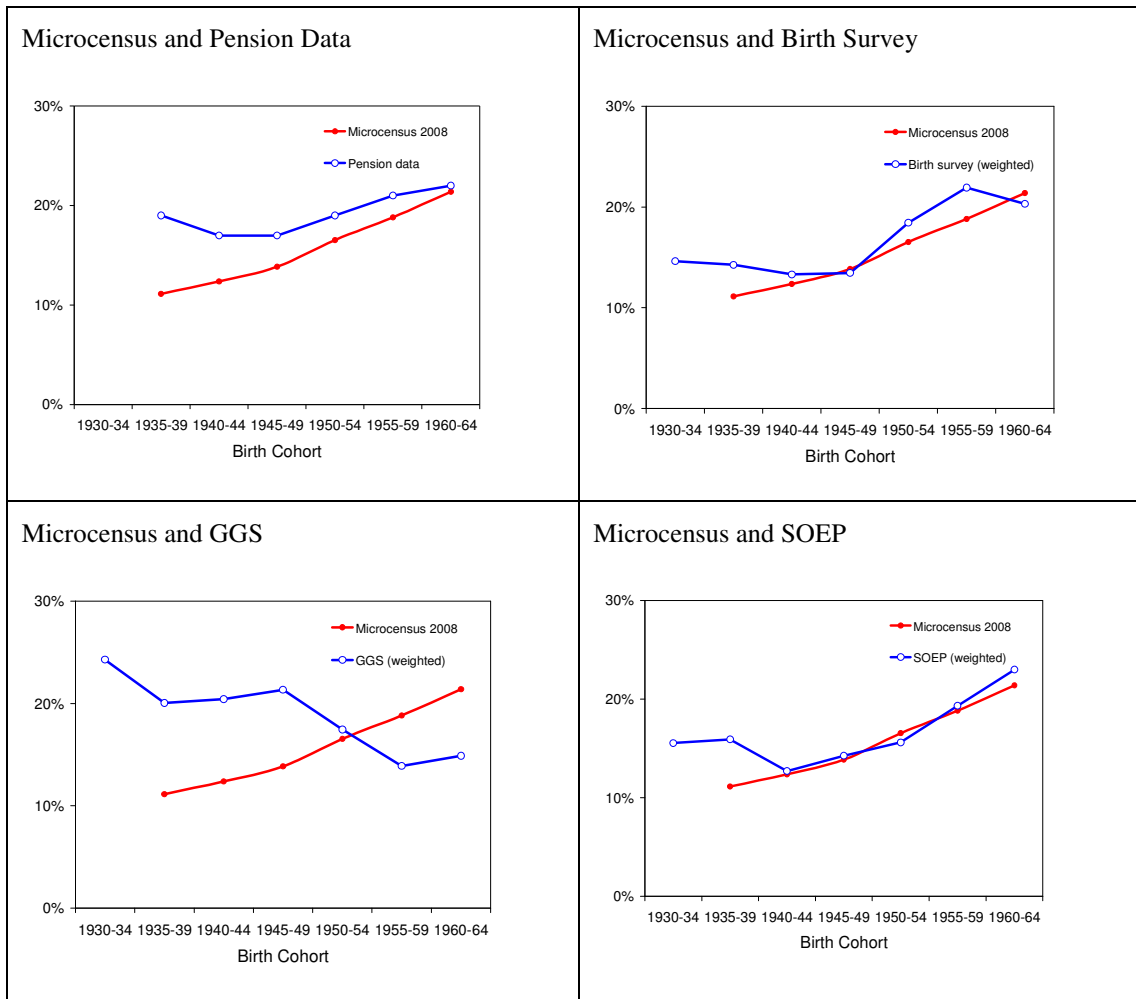 Microcensus and Pension Data
30%
20%
10%
0%
Microcensus 2008
Pension data
1930-34 1935-39 1940-44 1945-49 1950-54 1955-59 1960-64
Birth Cohort
Microcensus and Birth Survey
30%
20%
10%
0%
Microcensus 2008
Birth survey (weighted)
1930-34 1935-39 1940-44 1945-49 1950-54 1955-59 1960-64
Birth Cohort
Microcensus and GGS
30%
20%
10%
0%
Microcensus 2008
GGS (weighted)
1930-34 1935-39 1940-44 1945-49 1950-54 1955-59 1960-64
Birth Cohort
Microcensus and SOEP
30%
20%
10%
0%
Microcensus 2008
SOEP (weighted)
1930-34 1935-39 1940-44 1945-49 1950-54 1955-59 1960-64
Birth Cohort